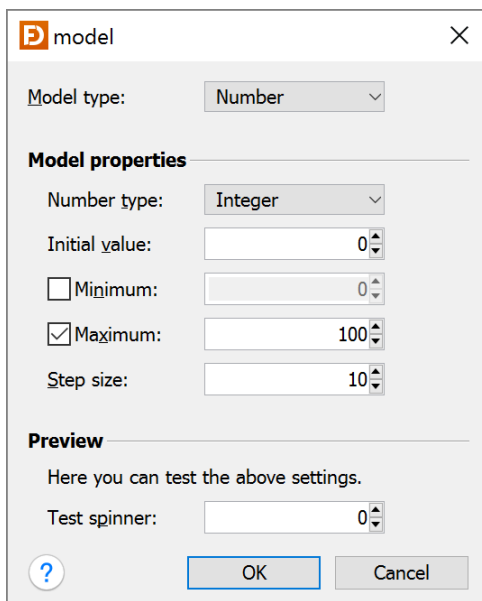 FD model
Model type: Number
Model properties
Number type: Integer
Initial value: 0
Minimum: 0
Maximum: 100
Step size: 10
Preview
Here you can test the above settings.
Test spinner: 0
? OK Cancel